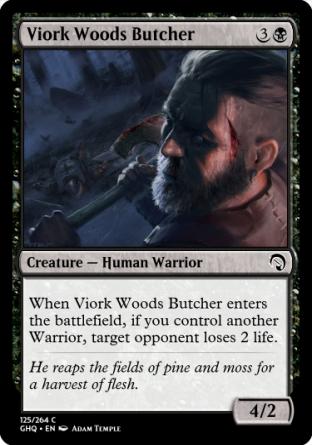 Viork Woods Butcher 3
Creature — Human Warrior
When Viork Woods Butcher enters
the battlefield, if you control another
Warrior, target opponent loses 2 life.
He reaps the fields of pine and moss for
a harvest of flesh.
4/2
125/264 C
GHQ • EN Adam Temple